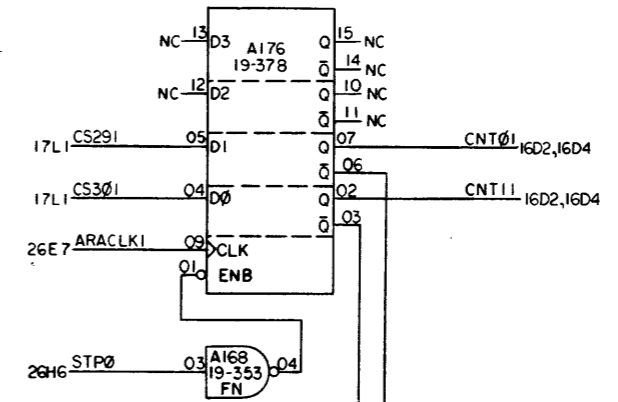 NC 13 D3 A176 Q 15 NC
19-378 Q̅ 14 NC
NC 12 D2 Q 10 NC
Q̅ 11 NC
17L1 CS291 05 D1 Q 07 CNTØ1 16D2,16D4
Q̅ 06
17L1 CS3Ø1 04 DØ Q 02 CNT11 16D2,16D4
Q̅ 03
26E7 ARACLK1 09 CLK
01 ENB
26H6 STPØ 03 A168 04
19-353
FN